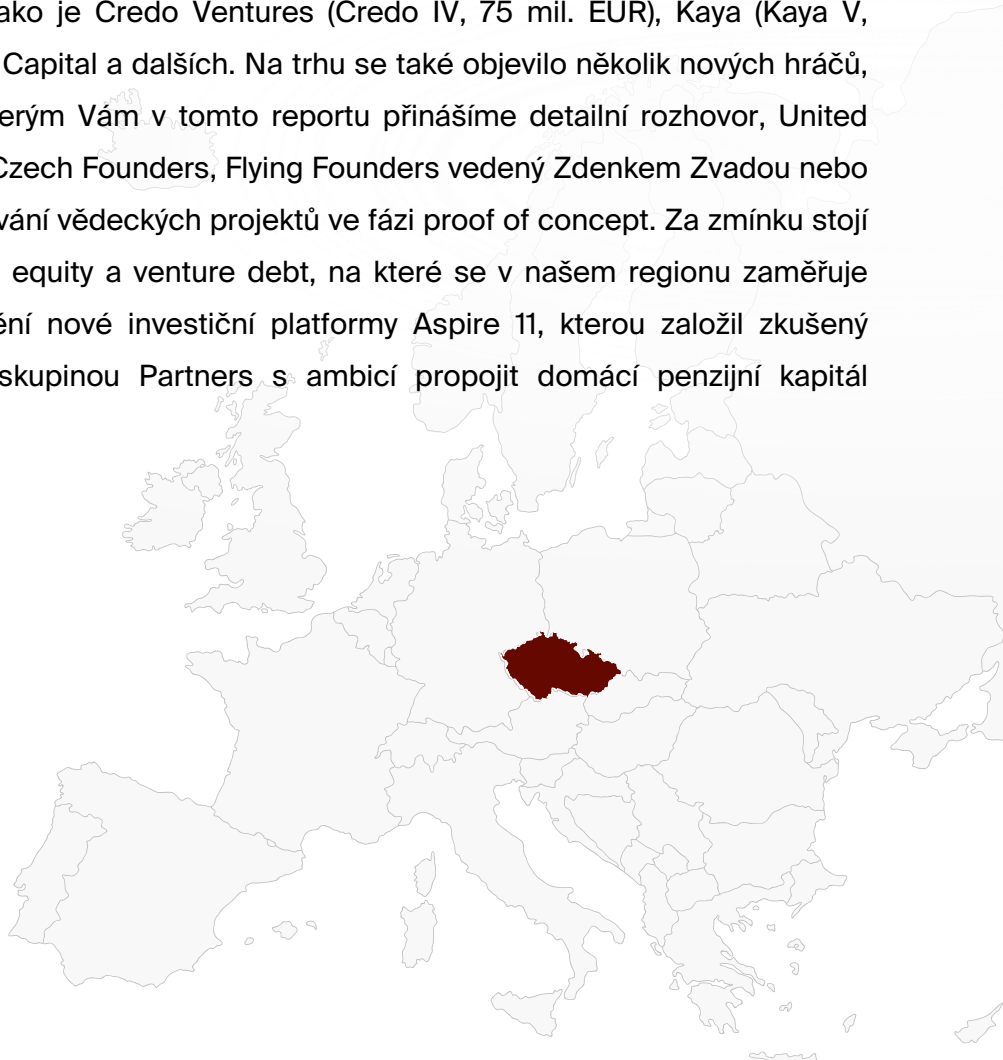 ako je Credo Ventures (Credo IV, 75 mil. EUR), Kaya (Kaya V,
Capital a dalších. Na trhu se také objevilo několik nových hráčů,
erým Vám v tomto reportu přinášíme detailní rozhovor, United
Czech Founders, Flying Founders vedený Zdenkem Zvadou nebo
vání vědeckých projektů ve fázi proof of concept. Za zmínku stojí
equity a venture debt, na které se v našem regionu zaměřuje
ění nové investiční platformy Aspire 11, kterou založil zkušený
skupinou Partners s ambicí propojit domácí penzijní kapitál